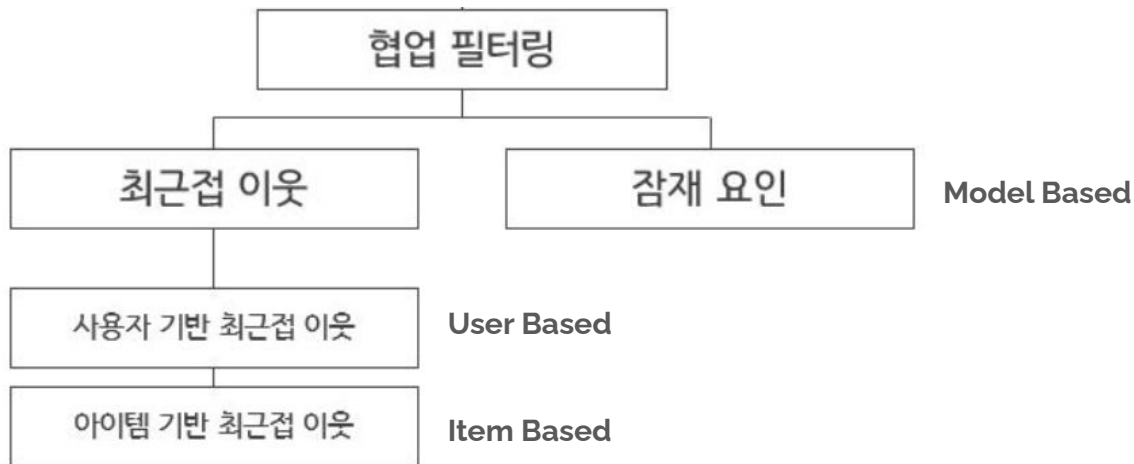 협업 필터링
최근접 이웃
잠재 요인
Model Based
사용자 기반 최근접 이웃
User Based
아이템 기반 최근접 이웃
Item Based